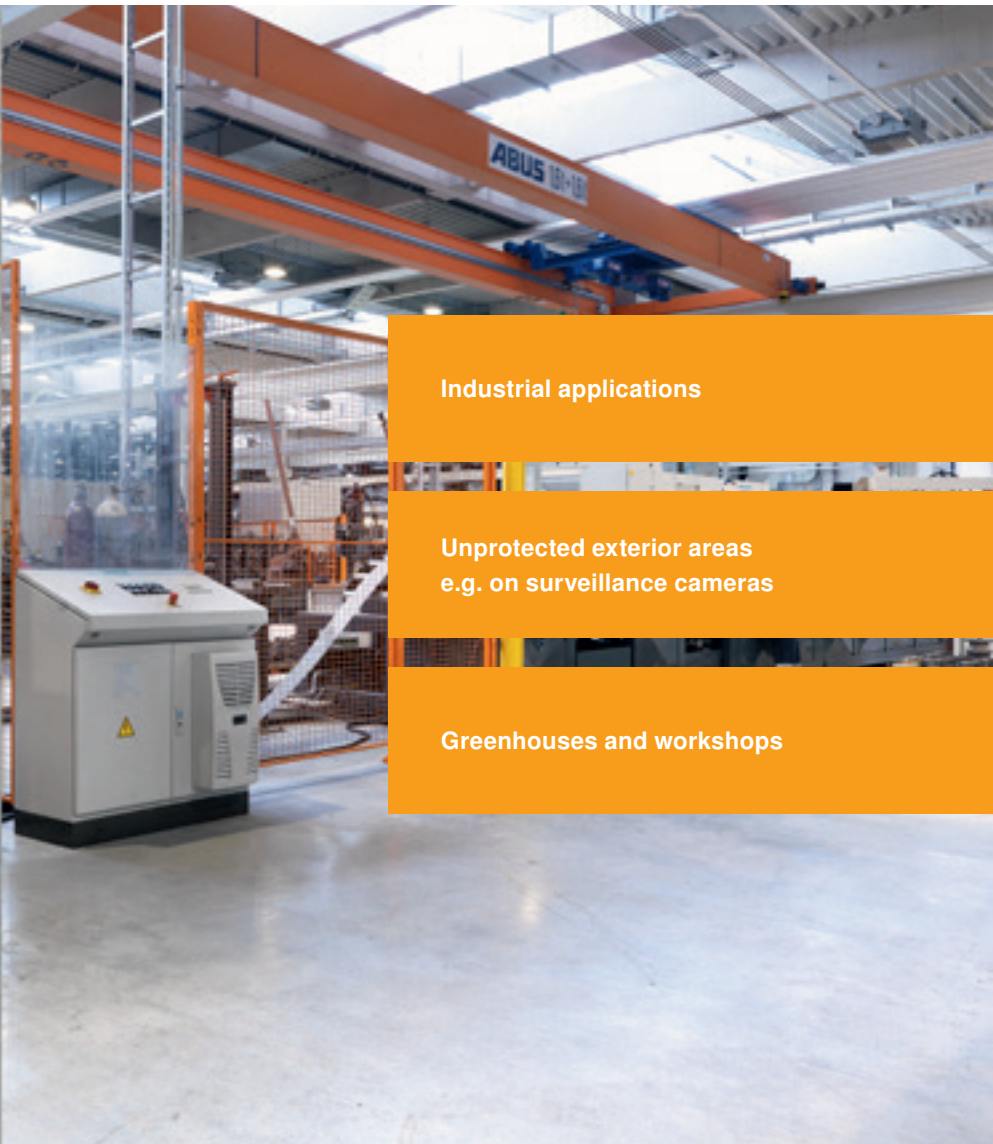 ABUS
Industrial applications
Unprotected exterior areas
e.g. on surveillance cameras
Greenhouses and workshops